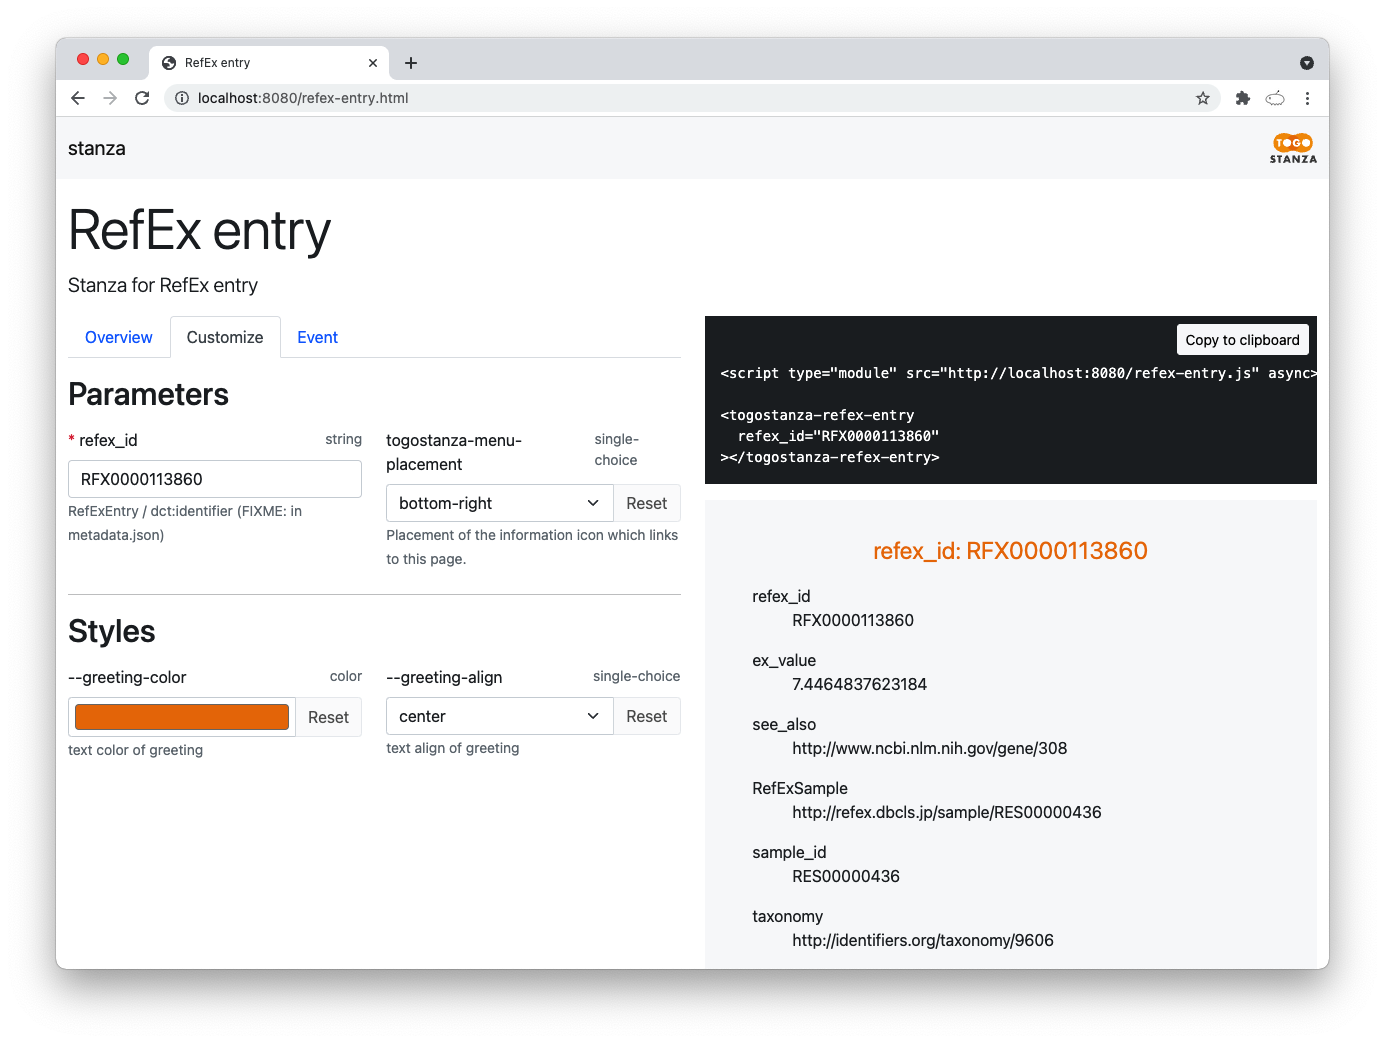 RefEx entry
localhost:8080/refex-entry.html
stanza
TOGO
STANZA
RefEx entry
Stanza for RefEx entry
Overview
Customize
Event
Parameters
* refex_id string
RFX0000113860
RefExEntry / dct:identifier (FIXME: in
metadata.json)
togostanza-menu-
placement
single-
choice
bottom-right
Reset
Placement of the information icon which links
to this page.
Styles
--greeting-color color
Reset
text color of greeting
--greeting-align single-choice
center
Reset
text align of greeting
Copy to clipboard
<script type="module" src="http://localhost:8080/refex-entry.js" async>
<togostanza-refex-entry
refex_id="RFX0000113860"
></togostanza-refex-entry>
refex_id: RFX0000113860
refex_id
RFX0000113860
ex_value
7.4464837623184
see_also
http://www.ncbi.nlm.nih.gov/gene/308
RefExSample
http://refex.dbcls.jp/sample/RES00000436
sample_id
RES00000436
taxonomy
http://identifiers.org/taxonomy/9606